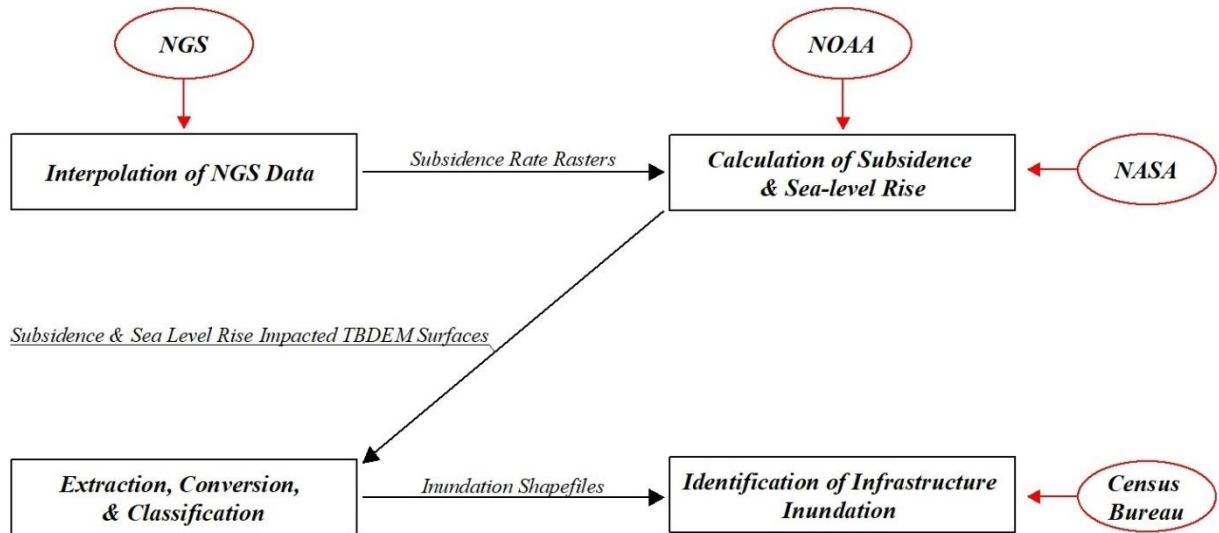 NGS
NOAA
Interpolation of NGS Data
Subsidence Rate Rasters
Calculation of Subsidence
& Sea-level Rise
NASA
Subsidence & Sea Level Rise Impacted TBDEM Surfaces
Extraction, Conversion,
& Classification
Inundation Shapefiles
Identification of Infrastructure
Inundation
Census
Bureau